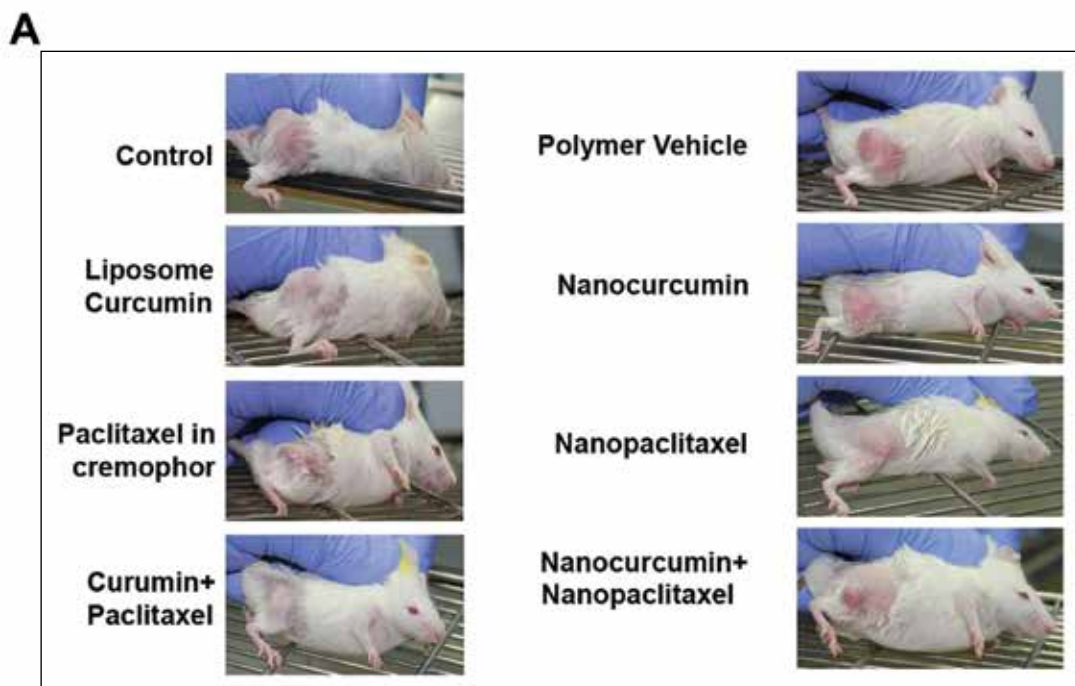 A
Control
Polymer Vehicle
Liposome
Curcumin
Nanocurcumin
Paclitaxel in
cremophor
Nanopaclitaxel
Curumin+
Paclitaxel
Nanocurcumin+
Nanopaclitaxel